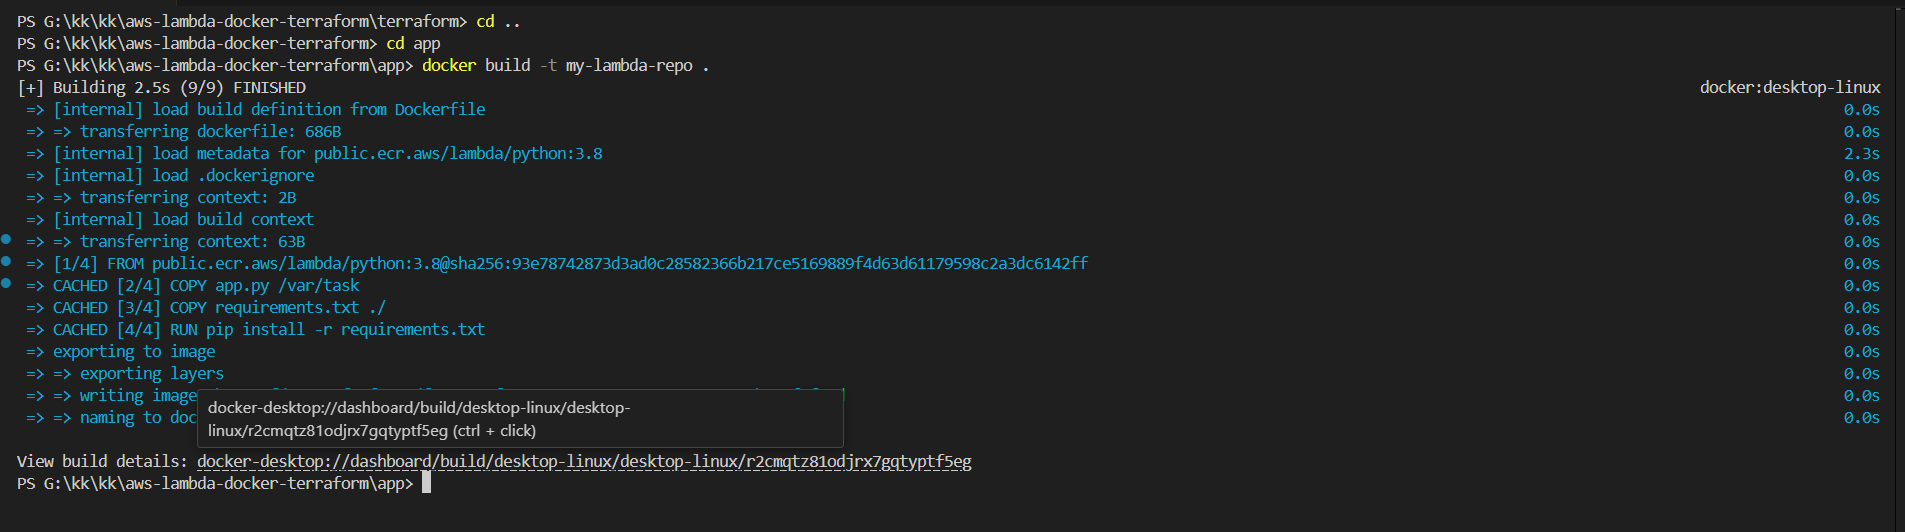 PS G:\kk\kk\aws-lambda-docker-terraform\terraform> cd ..
PS G:\kk\kk\aws-lambda-docker-terraform> cd app
PS G:\kk\kk\aws-lambda-docker-terraform\app> docker build -t my-lambda-repo .
[+] Building 2.5s (9/9) FINISHED docker:desktop-linux
=> [internal] load build definition from Dockerfile 0.0s
=> => transferring dockerfile: 686B 0.0s
=> [internal] load metadata for public.ecr.aws/lambda/python:3.8 2.3s
=> [internal] load .dockerignore 0.0s
=> => transferring context: 2B 0.0s
=> [internal] load build context 0.0s
=> => transferring context: 63B 0.0s
=> [1/4] FROM public.ecr.aws/lambda/python:3.8@sha256:93e78742873d3ad0c28582366b217ce5169889f4d63d61179598c2a3dc6142ff 0.0s
=> CACHED [2/4] COPY app.py /var/task 0.0s
=> CACHED [3/4] COPY requirements.txt ./ 0.0s
=> CACHED [4/4] RUN pip install -r requirements.txt 0.0s
=> exporting to image 0.0s
=> => exporting layers 0.0s
=> => writing image 0.0s
=> => naming to doc 0.0s
docker-desktop://dashboard/build/desktop-linux/desktop-
linux/r2cmqtz81odjrx7gqtyptf5eg (ctrl + click)
View build details: docker-desktop://dashboard/build/desktop-linux/desktop-linux/r2cmqtz81odjrx7gqtyptf5eg
PS G:\kk\kk\aws-lambda-docker-terraform\app>